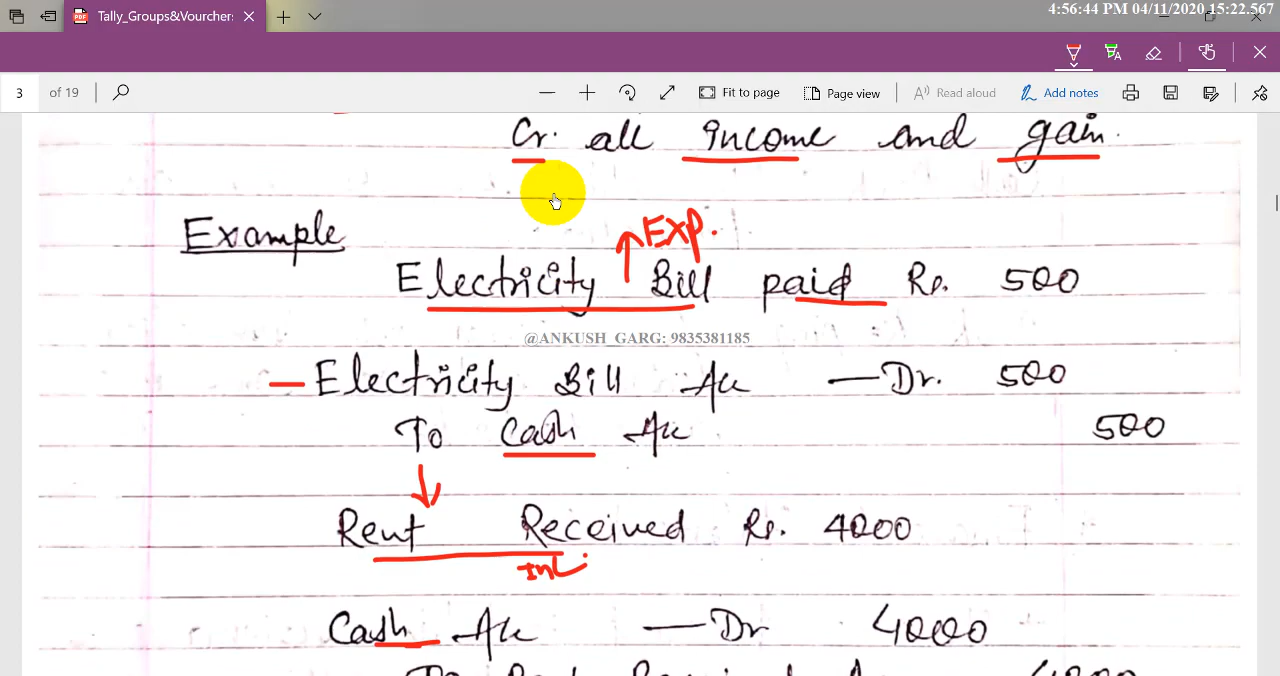 4:56:44 PM 04/11/2020 15:22.567
Tally_Groups&Vourchers
3 of 19 Fit to page Page view Read aloud Add notes
Cr. all income and gain.
Exp.
Example
Electricity Bill paid Rs. 500
@ANKUSH_GARG: 9835381185
Electricity Bill A/c —Dr. 500
To Cash A/c 500
Rent Received Rs. 4000
Inc
Cash A/c —Dr 4000